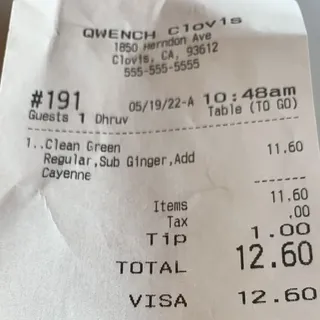 QWENCH Clovis
1850 Herndon Ave
Clovis, CA, 93612
555-555-5555
#191 05/19/22-A 10:48am
Guests 1 Dhruv Table (TO GO)
1..Clean Green 11.60
Regular,Sub Ginger,Add
Cayenne
Items 11.60
Tax .00
Tip 1.00
TOTAL 12.60
VISA 12.60